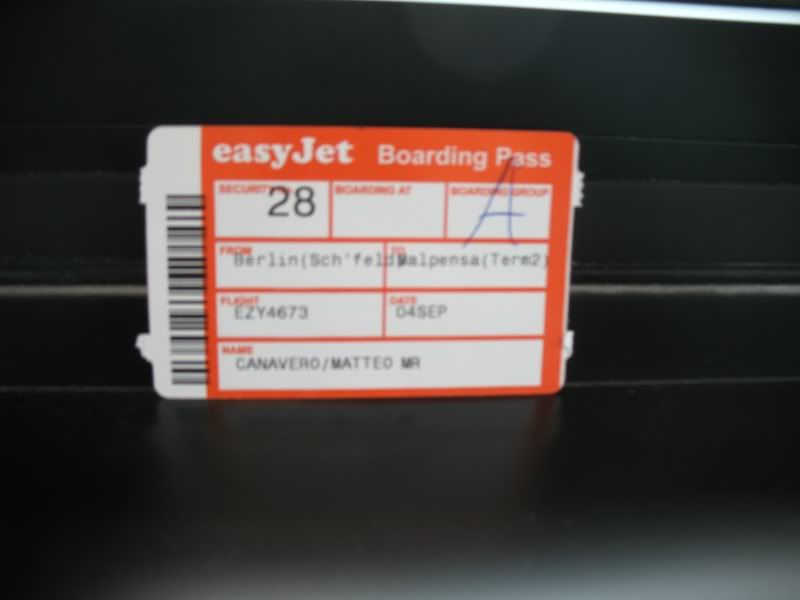 easyJet Boarding Pass
SECURITY No. BOARDING AT BOARDING GROUP
28 A
FROM TO
Berlin(Sch'feld) Malpensa(Term2)
FLIGHT DATE
EZY4673 04SEP
NAME
CANAVERO/MATTEO MR